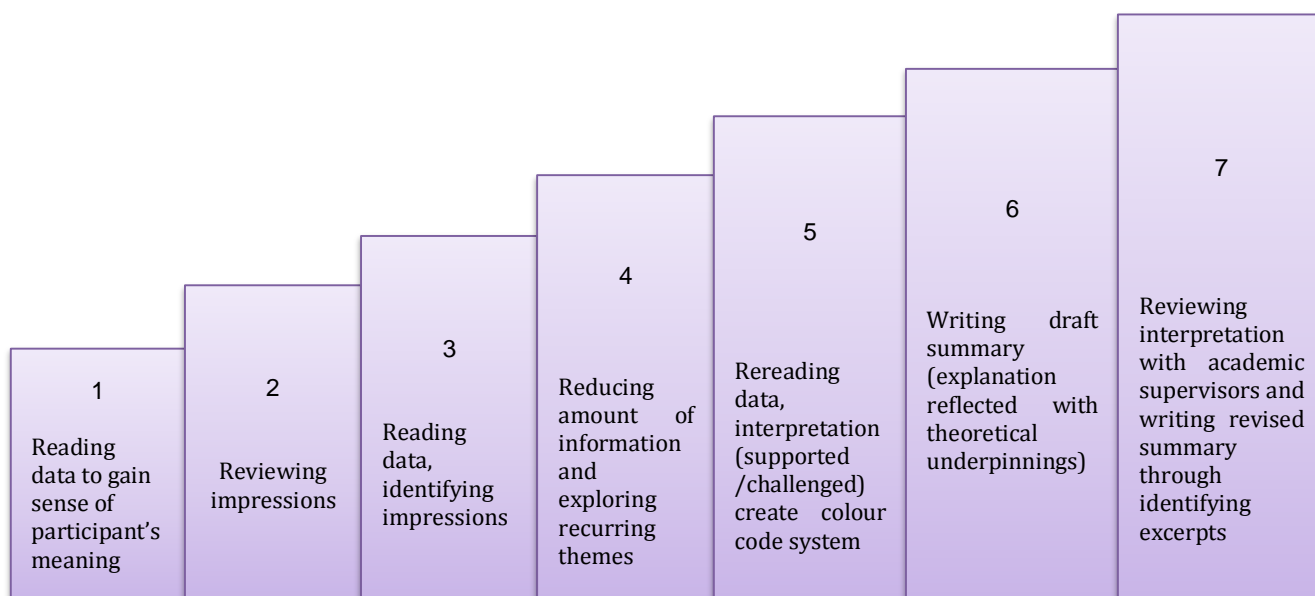 1
Reading
data to gain
sense of
participant’s
meaning
2
Reviewing
impressions
3
Reading
data,
identifying
impressions
4
Reducing
amount of
information
and
exploring
recurring
themes
5
Rereading
data,
interpretation
(supported
/challenged)
create colour
code system
6
Writing draft
summary
(explanation
reflected with
theoretical
underpinnings)
7
Reviewing
interpretation
with academic
supervisors and
writing revised
summary
through
identifying
excerpts